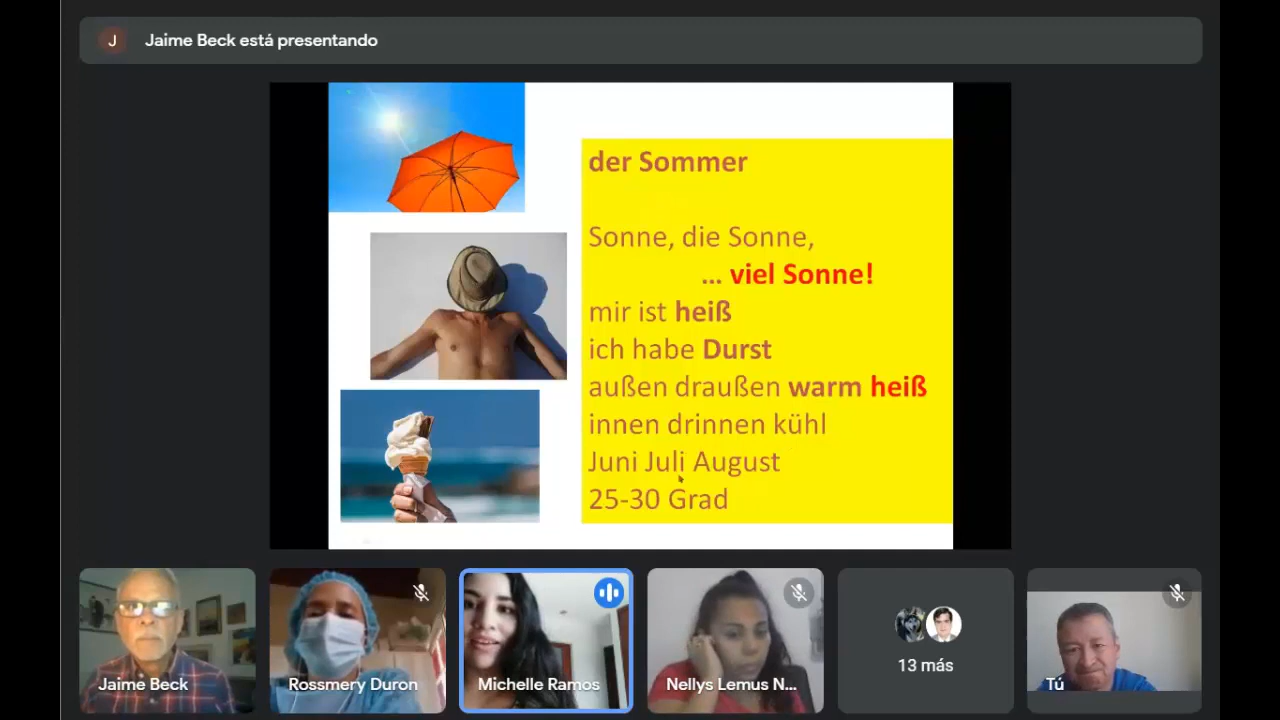 J
Jaime Beck está presentando
der Sommer
Sonne, die Sonne,
... viel Sonne!
mir ist heiß
ich habe Durst
außen draußen warm heiß
innen drinnen kühl
Juni Juli August
25-30 Grad
Jaime Beck
Rossmery Duron
Michelle Ramos
Nellys Lemus N...
13 más
Tú